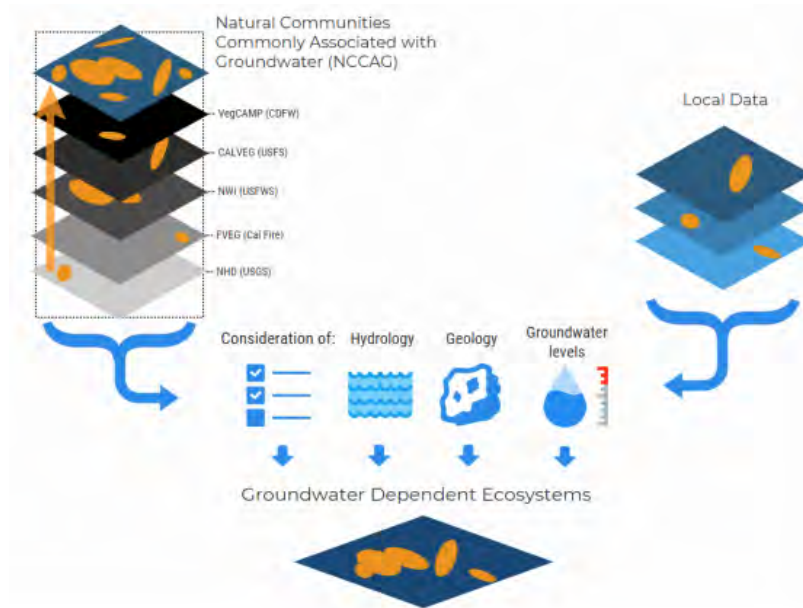 Natural Communities
Commonly Associated with
Groundwater (NCCAG)
VegCAMP (CDFW)
CALVEG (USFS)
NWI (USFWS)
FVEG (Cal Fire)
NHD (USGS)
Local Data
Consideration of:
Hydrology
Geology
Groundwater
levels
Groundwater Dependent Ecosystems